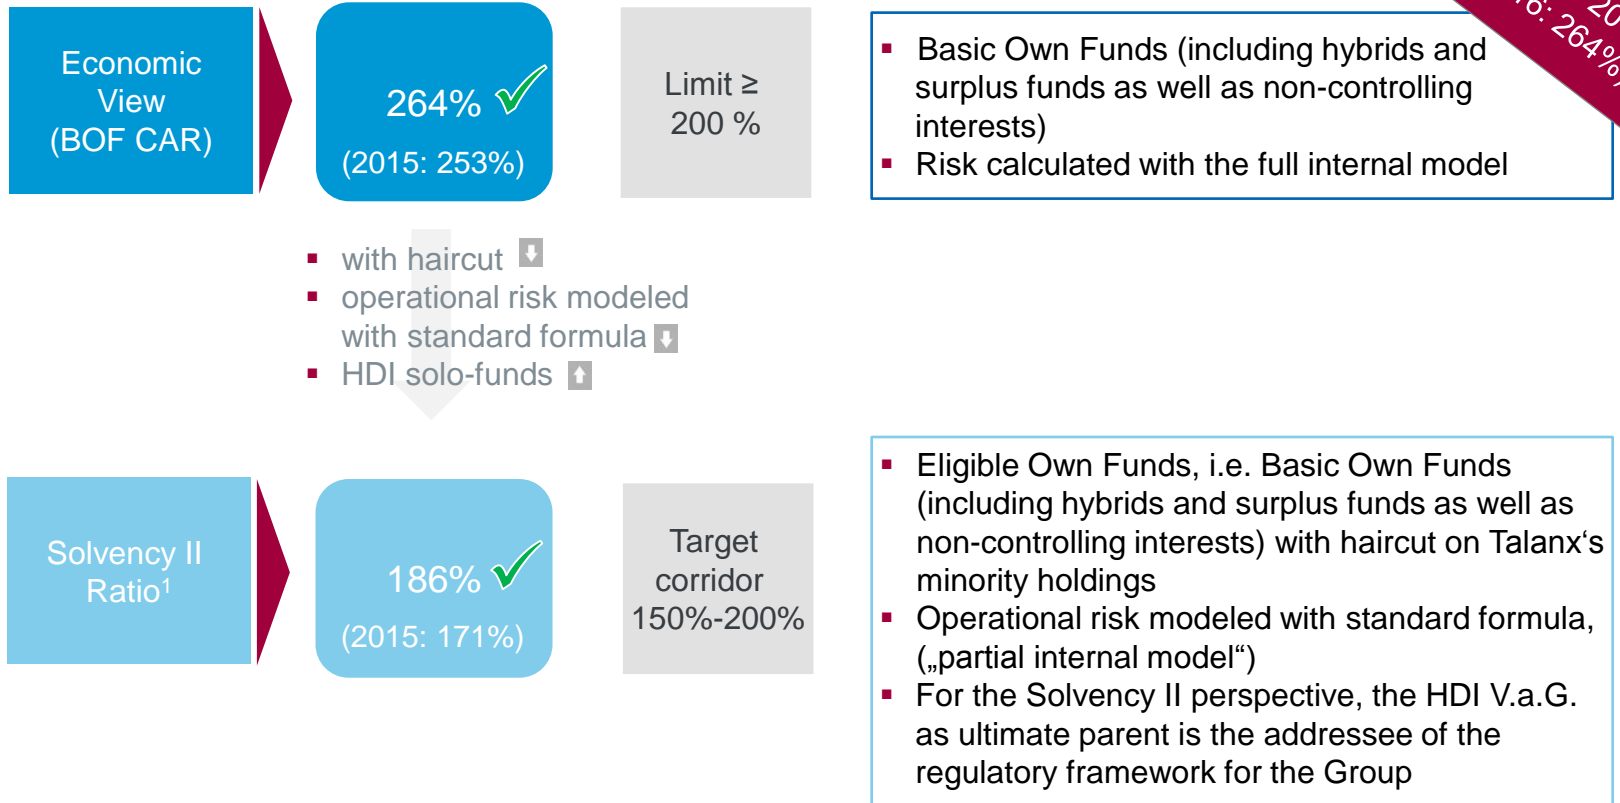 Economic
View
(BOF CAR)
264%
(2015: 253%)
Limit ≥
200 %
▪ Basic Own Funds (including hybrids and
surplus funds as well as non-controlling
interests)
▪ Risk calculated with the full internal model
264%
▪ with haircut
▪ operational risk modeled
with standard formula
▪ HDI solo-funds
Solvency II
Ratio¹
186%
(2015: 171%)
Target
corridor
150%-200%
▪ Eligible Own Funds, i.e. Basic Own Funds
(including hybrids and surplus funds as well as
non-controlling interests) with haircut on Talanx‘s
minority holdings
▪ Operational risk modeled with standard formula,
(„partial internal model“)
▪ For the Solvency II perspective, the HDI V.a.G.
as ultimate parent is the addressee of the
regulatory framework for the Group